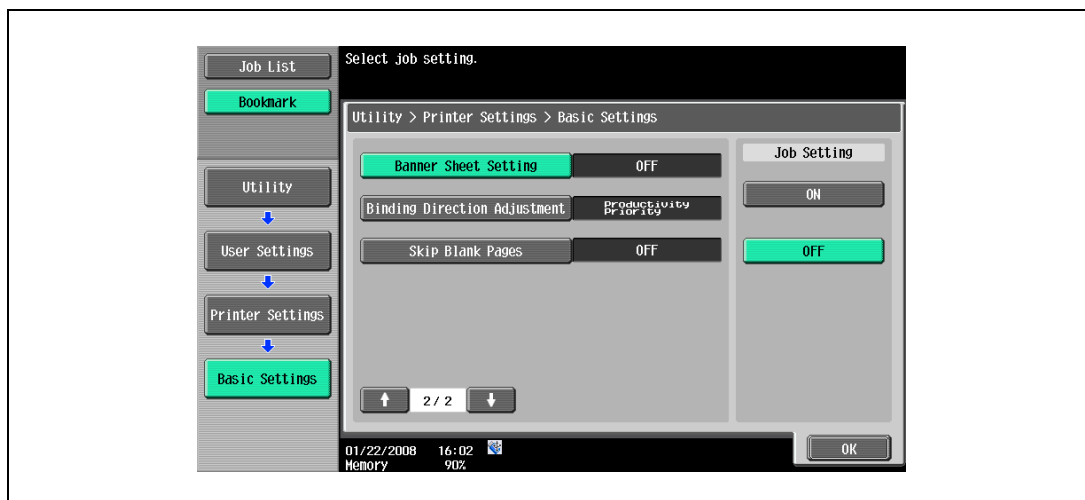 Job List
Bookmark
Select job setting.
Utility > Printer Settings > Basic Settings
Utility
User Settings
Printer Settings
Basic Settings
Banner Sheet Setting
OFF
Binding Direction Adjustment
Productivity
Priority
Skip Blank Pages
OFF
2/ 2
Job Setting
ON
OFF
01/22/2008 16:02
Memory 90%
OK